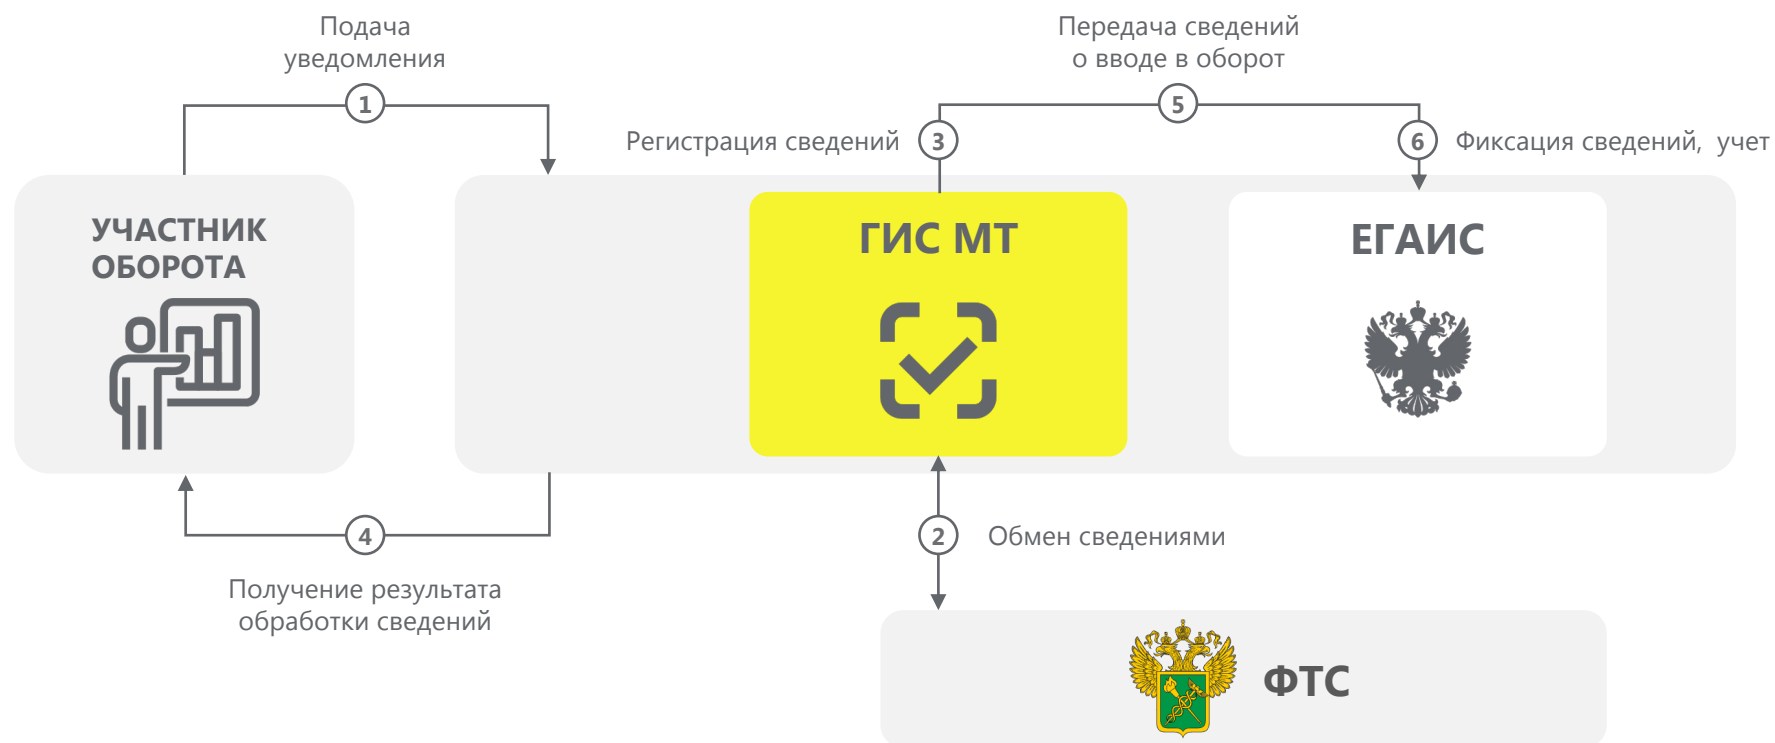 Подача
уведомления
1
Передача сведений
о вводе в оборот
5
Регистрация сведений
3
6
Фиксация сведений, учет
УЧАСТНИК
ОБОРОТА
ГИС МТ
ЕГАИС
4
Получение результата
обработки сведений
2
Обмен сведениями
ФТС